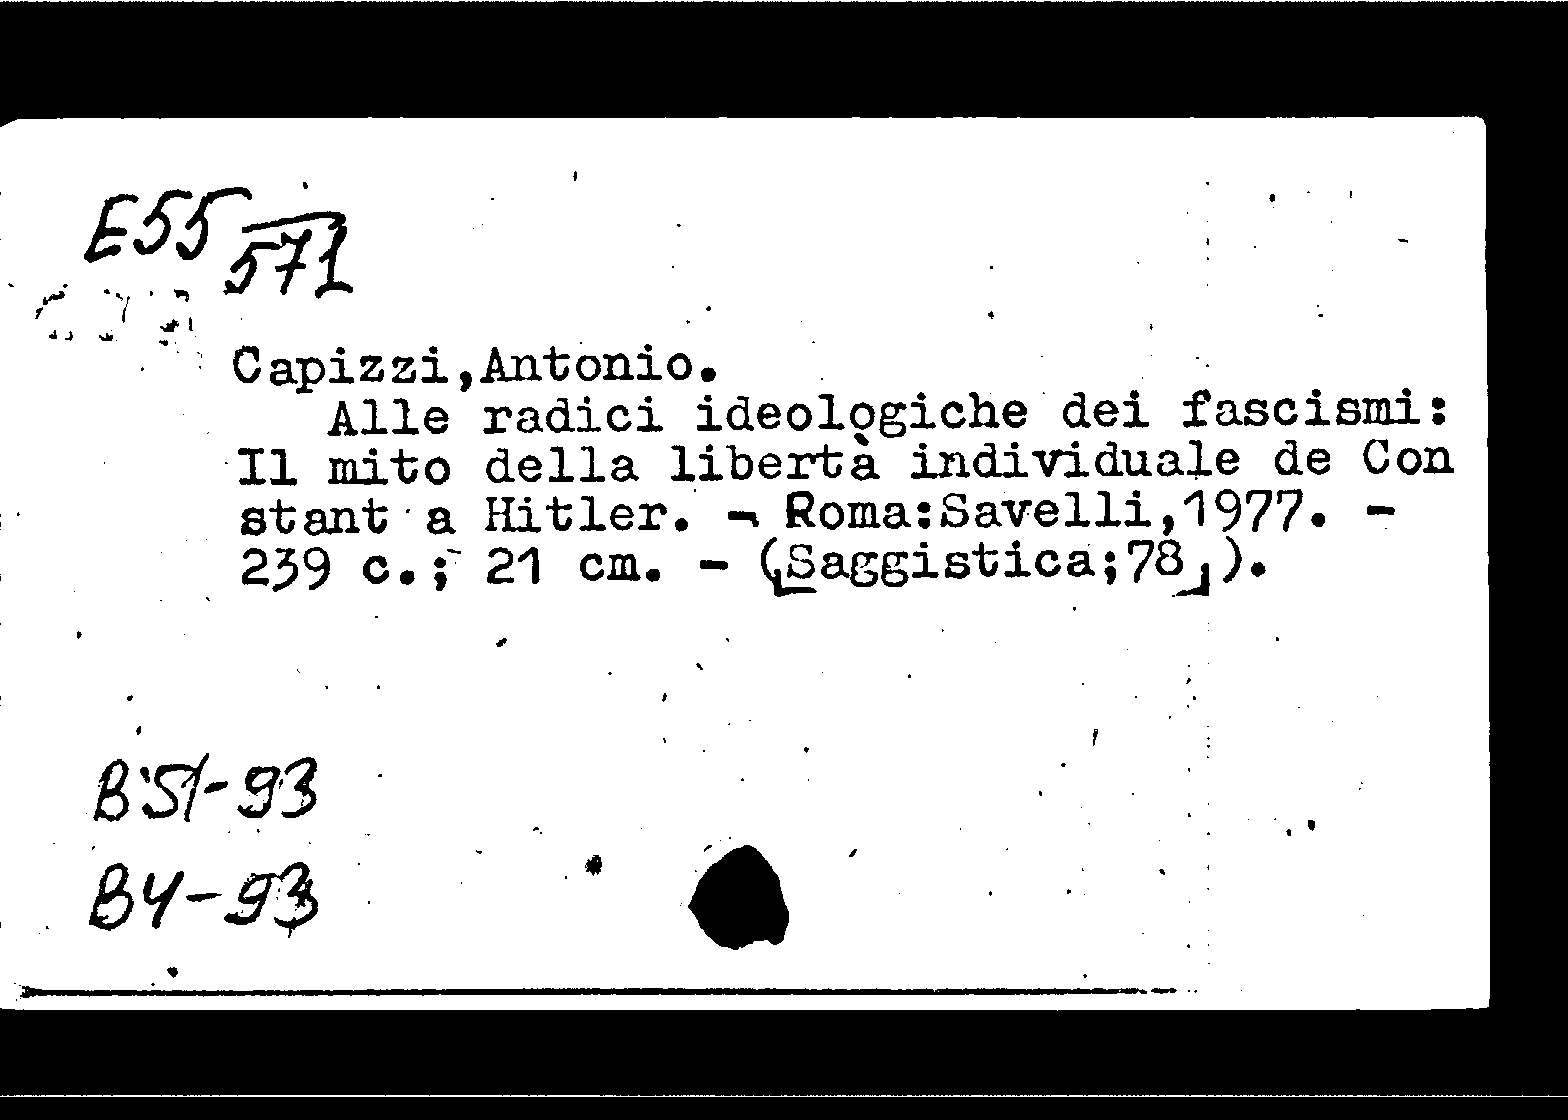 E55
571
Capizzi,Antonio.
Alle radici ideologiche dei fascismi:
Il mito della libertà individuale de Con
stant a Hitler. - Roma:Savelli,1977. -
239 c.; 21 cm. - ([Saggistica;78]).
B51-93
B4-93